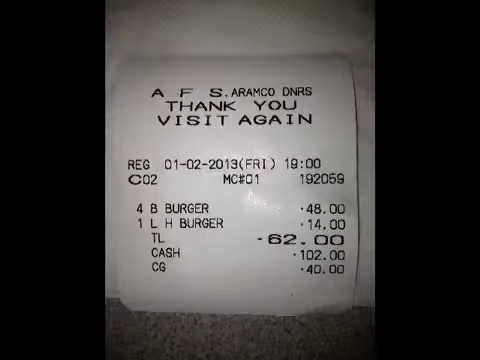 A F S. ARAMCO DNRS
THANK YOU
VISIT AGAIN
REG 01-02-2013(FRI) 19:00
C02 MC#01 192059
4 B BURGER ·48.00
1 L H BURGER ·14.00
TL ·62.00
CASH ·102.00
CG ·40.00